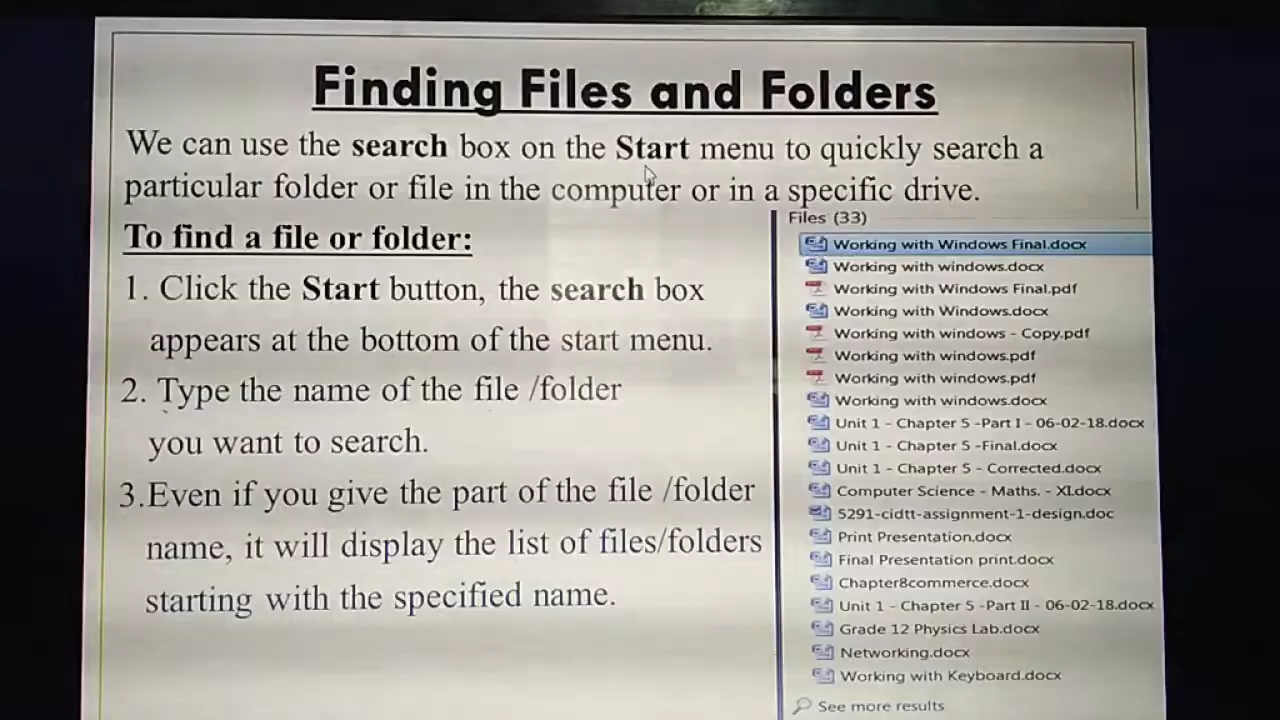 Finding Files and Folders
We can use the search box on the Start menu to quickly search a
particular folder or file in the computer or in a specific drive.
To find a file or folder:
1. Click the Start button, the search box
appears at the bottom of the start menu.
2. Type the name of the file /folder
you want to search.
3.Even if you give the part of the file /folder
name, it will display the list of files/folders
starting with the specified name.
Files (33)
Working with Windows Final.docx
Working with windows.docx
Working with Windows Final.pdf
Working with Windows.docx
Working with windows - Copy.pdf
Working with windows.pdf
Working with windows.pdf
Working with windows.docx
Unit 1 - Chapter 5 -Part I - 06-02-18.docx
Unit 1 - Chapter 5 -Final.docx
Unit 1 - Chapter 5 - Corrected.docx
Computer Science - Maths. - XI.docx
5291-cidtt-assignment-1-design.doc
Print Presentation.docx
Final Presentation print.docx
Chapter8commerce.docx
Unit 1 - Chapter 5 -Part II - 06-02-18.docx
Grade 12 Physics Lab.docx
Networking.docx
Working with Keyboard.docx
See more results